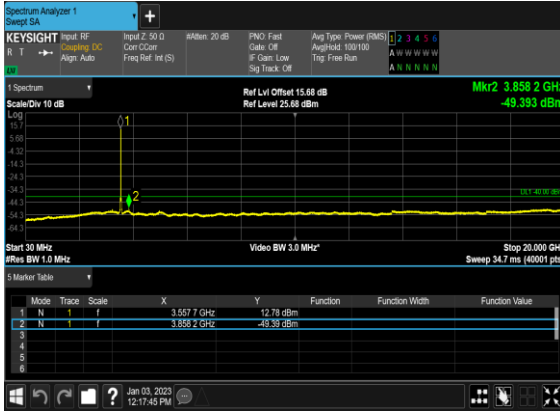 Spectrum Analyzer 1
Swept SA
+
KEYSIGHT Input: RF Input Z: 50 Ω #Atten: 20 dB PNO: Fast Avg Type: Power (RMS) 1 2 3 4 5 6
R T Coupling: DC Corr CCorr Gate: Off Avg|Hold: 100/100 A W W W W W
Align: Auto Freq Ref: Int (S) IF Gain: Low Trig: Free Run
Sig Track: Off A N N N N N
1 Spectrum Ref Lvl Offset 15.68 dB Mkr2 3.858 2 GHz
Scale/Div 10 dB Ref Level 25.68 dBm -49.393 dBm
Log
15.7
5.68
-4.32
-14.3
-24.3
-34.3
-44.3
-54.3
-64.3
1
2
DL1 -40.00 dBm
Start 30 MHz Video BW 3.0 MHz* Stop 20.000 GHz
#Res BW 1.0 MHz Sweep 34.7 ms (40001 pts)
5 Marker Table
Mode Trace Scale X Y Function Function Width Function Value
1 N 1 f 3.557 7 GHz 12.78 dBm
2 N 1 f 3.858 2 GHz -49.39 dBm
3
4
5
6
? Jan 03, 2023
12:17:45 PM